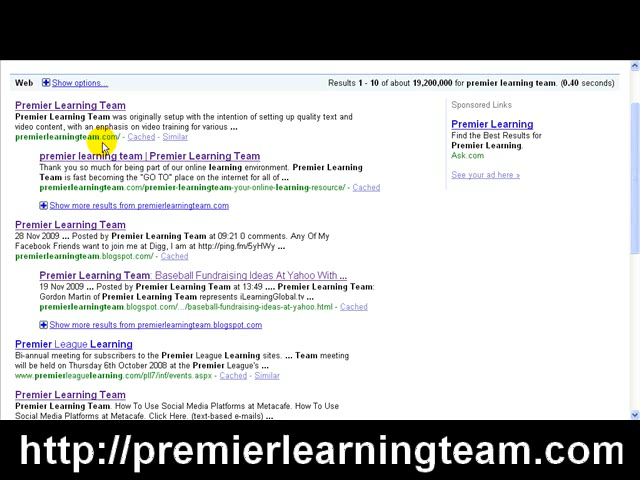 Web Show options... Results 1 - 10 of about 19,200,000 for premier learning team. (0.40 seconds)
Premier Learning Team
Premier Learning Team was originally setup with the intention of setting up quality text and
video content, with an enphasis on video training for various ...
premierlearningteam.com/ - Cached - Similar
premier learning team | Premier Learning Team
Thank you so much for being part of our online learning environment. Premier Learning
Team is fast becoming the "GO TO" place on the internet for all of ...
premierlearningteam.com/premier-learningteam-your-online-learning-resource/ - Cached
Show more results from premierlearningteam.com
Premier Learning Team
28 Nov 2009 ... Posted by Premier Learning Team at 09:21 0 comments. Any Of My
Facebook Friends want to join me at Digg, I am at http://ping.fm/5yHWy ...
premierlearningteam.blogspot.com/ - Cached
Premier Learning Team: Baseball Fundraising Ideas At Yahoo With ...
19 Nov 2009 ... Posted by Premier Learning Team at 13:49 .... Premier Learning Team:
Gordon Martin of Premier Learning Team represents iLearningGlobal.tv ...
premierlearningteam.blogspot.com/.../baseball-fundraising-ideas-at-yahoo.html - Cached
Show more results from premierlearningteam.blogspot.com
Premier League Learning
Bi-annual meeting for subscribers to the Premier League Learning sites. ... Team meeting
will be held on Thursday 6th October 2008 at the Premier League's ...
www.premierleaguelearning.com/pll7/inf/events.aspx - Cached - Similar
Premier Learning Team
Premier Learning Team. How To Use Social Media Platforms at Metacafe. How To Use
Social Media Platforms at Metacafe. Click Here. (text-based e-mails) ...
Sponsored Links
Premier Learning
Find the Best Results for
Premier Learning.
Ask.com
See your ad here »
http://premierlearningteam.com